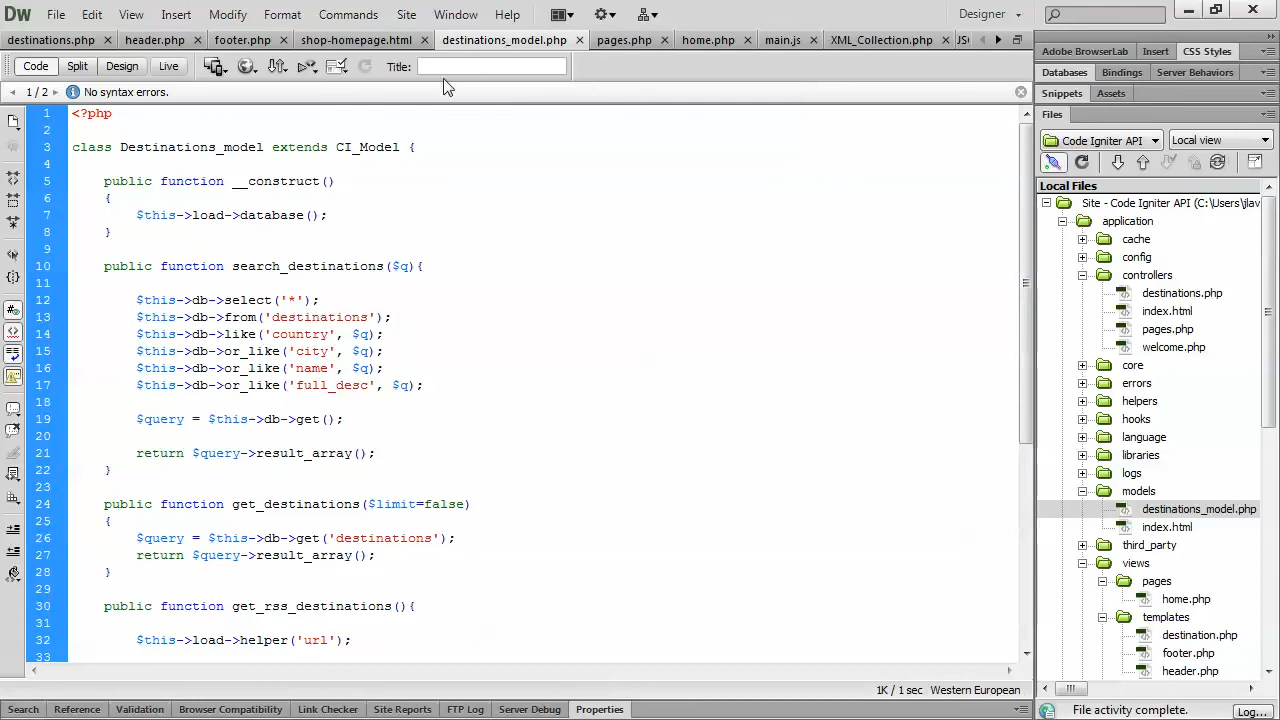 Dw File Edit View Insert Modify Format Commands Site Window Help Designer
destinations.php × header.php × footer.php × shop-homepage.html × destinations_model.php × pages.php × home.php × main.js × XML_Collection.php ×
Code Split Design Live Title:
1 / 2 No syntax errors.
1 <?php
2
3 class Destinations_model extends CI_Model {
4
5 public function __construct()
6 {
7 $this->load->database();
8 }
9
10 public function search_destinations($q){
11
12 $this->db->select('*');
13 $this->db->from('destinations');
14 $this->db->like('country', $q);
15 $this->db->or_like('city', $q);
16 $this->db->or_like('name', $q);
17 $this->db->or_like('full_desc', $q);
18
19 $query = $this->db->get();
20
21 return $query->result_array();
22 }
23
24 public function get_destinations($limit=false)
25 {
26 $query = $this->db->get('destinations');
27 return $query->result_array();
28 }
29
30 public function get_rss_destinations(){
31
32 $this->load->helper('url');
33
1K / 1 sec Western European
Search Reference Validation Browser Compatibility Link Checker Site Reports FTP Log Server Debug Properties
Adobe BrowserLab Insert CSS Styles
Databases Bindings Server Behaviors
Snippets Assets
Files
Code Igniter API Local view
Local Files
Site - Code Igniter API (C:\Users\jlav
application
cache
config
controllers
destinations.php
index.html
pages.php
welcome.php
core
errors
helpers
hooks
language
libraries
logs
models
destinations_model.php
index.html
third_party
views
pages
home.php
templates
destination.php
footer.php
header.php
File activity complete. Log...